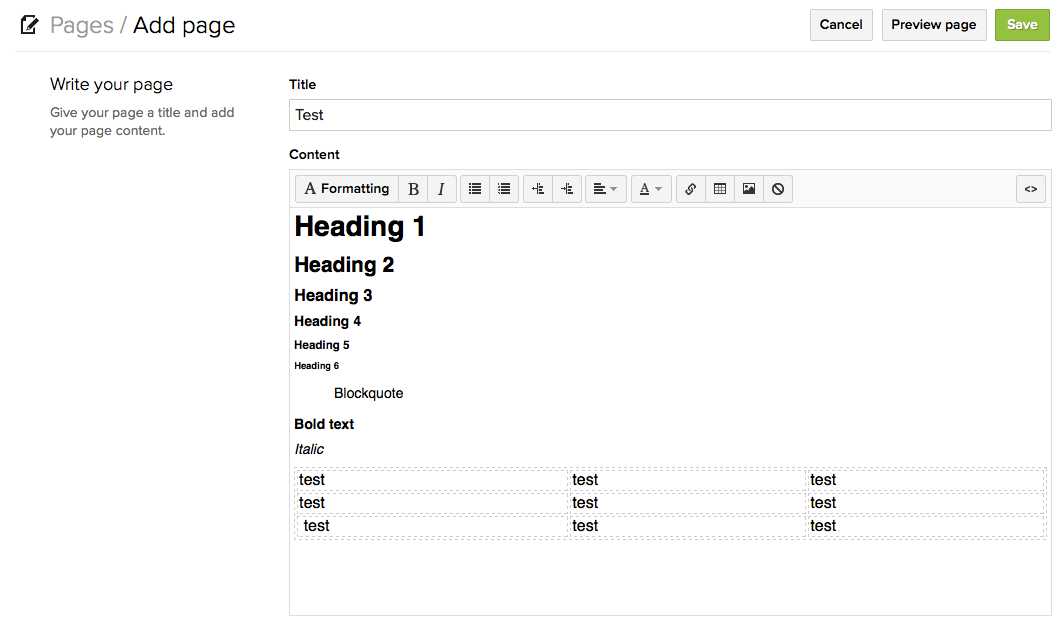 Pages / Add page
Cancel
Preview page
Save
Write your page
Give your page a title and add
your page content.
Title
Test
Content
A Formatting
B
I
A
<>
Heading 1
Heading 2
Heading 3
Heading 4
Heading 5
Heading 6
Blockquote
Bold text
Italic
test test test
test test test
test test test